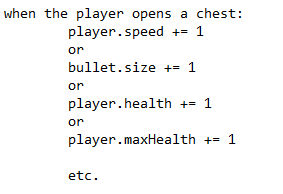 when the player opens a chest:
player.speed += 1
or
bullet.size += 1
or
player.health += 1
or
player.maxHealth += 1
etc.